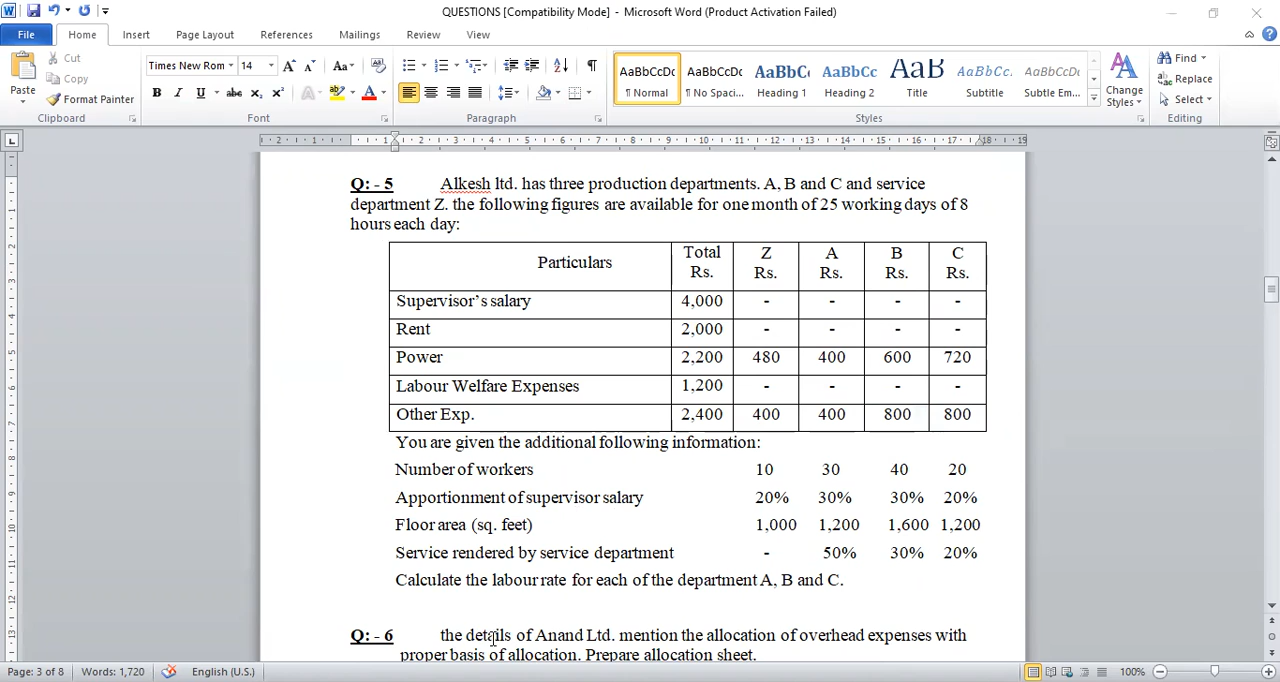 QUESTIONS [Compatibility Mode] - Microsoft Word (Product Activation Failed)
File Home Insert Page Layout References Mailings Review View
Paste
Cut
Copy
Format Painter
Clipboard
Times New Rom 14
Font
Paragraph
AaBbCcDc AaBbCcDc AaBbC AaBbCc AaB AaBbCc. AaBbCcDc
¶ Normal ¶ No Spaci... Heading 1 Heading 2 Title Subtitle Subtle Em...
Change Styles
Styles
Find
Replace
Select
Editing
Q: - 5 Alkesh ltd. has three production departments. A, B and C and service
department Z. the following figures are available for one month of 25 working days of 8
hours each day:
Particulars Total Rs. Z Rs. A Rs. B Rs. C Rs.
Supervisor's salary 4,000 - - - -
Rent 2,000 - - - -
Power 2,200 480 400 600 720
Labour Welfare Expenses 1,200 - - - -
Other Exp. 2,400 400 400 800 800
You are given the additional following information:
Number of workers 10 30 40 20
Apportionment of supervisor salary 20% 30% 30% 20%
Floor area (sq. feet) 1,000 1,200 1,600 1,200
Service rendered by service department - 50% 30% 20%
Calculate the labour rate for each of the department A, B and C.
Q: - 6 the details of Anand Ltd. mention the allocation of overhead expenses with
proper basis of allocation. Prepare allocation sheet.
Page: 3 of 8 Words: 1,720 English (U.S.) 100%